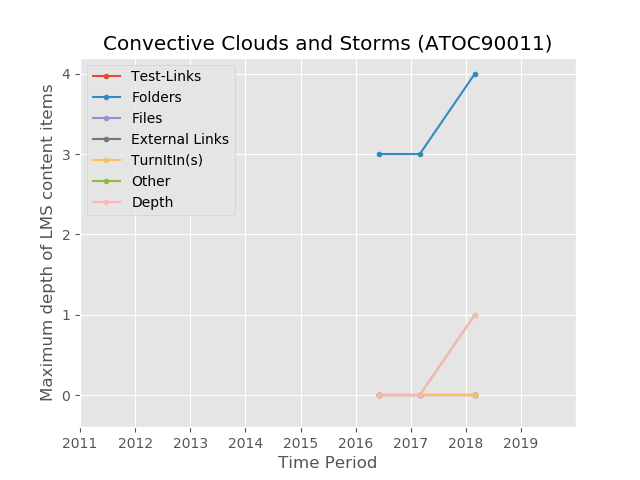 Convective Clouds and Storms (ATOC90011)
Test-Links
Folders
Files
External Links
TurnItIn(s)
Other
Depth
Maximum depth of LMS content items
4
3
2
1
0
2011 2012 2013 2014 2015 2016 2017 2018 2019
Time Period